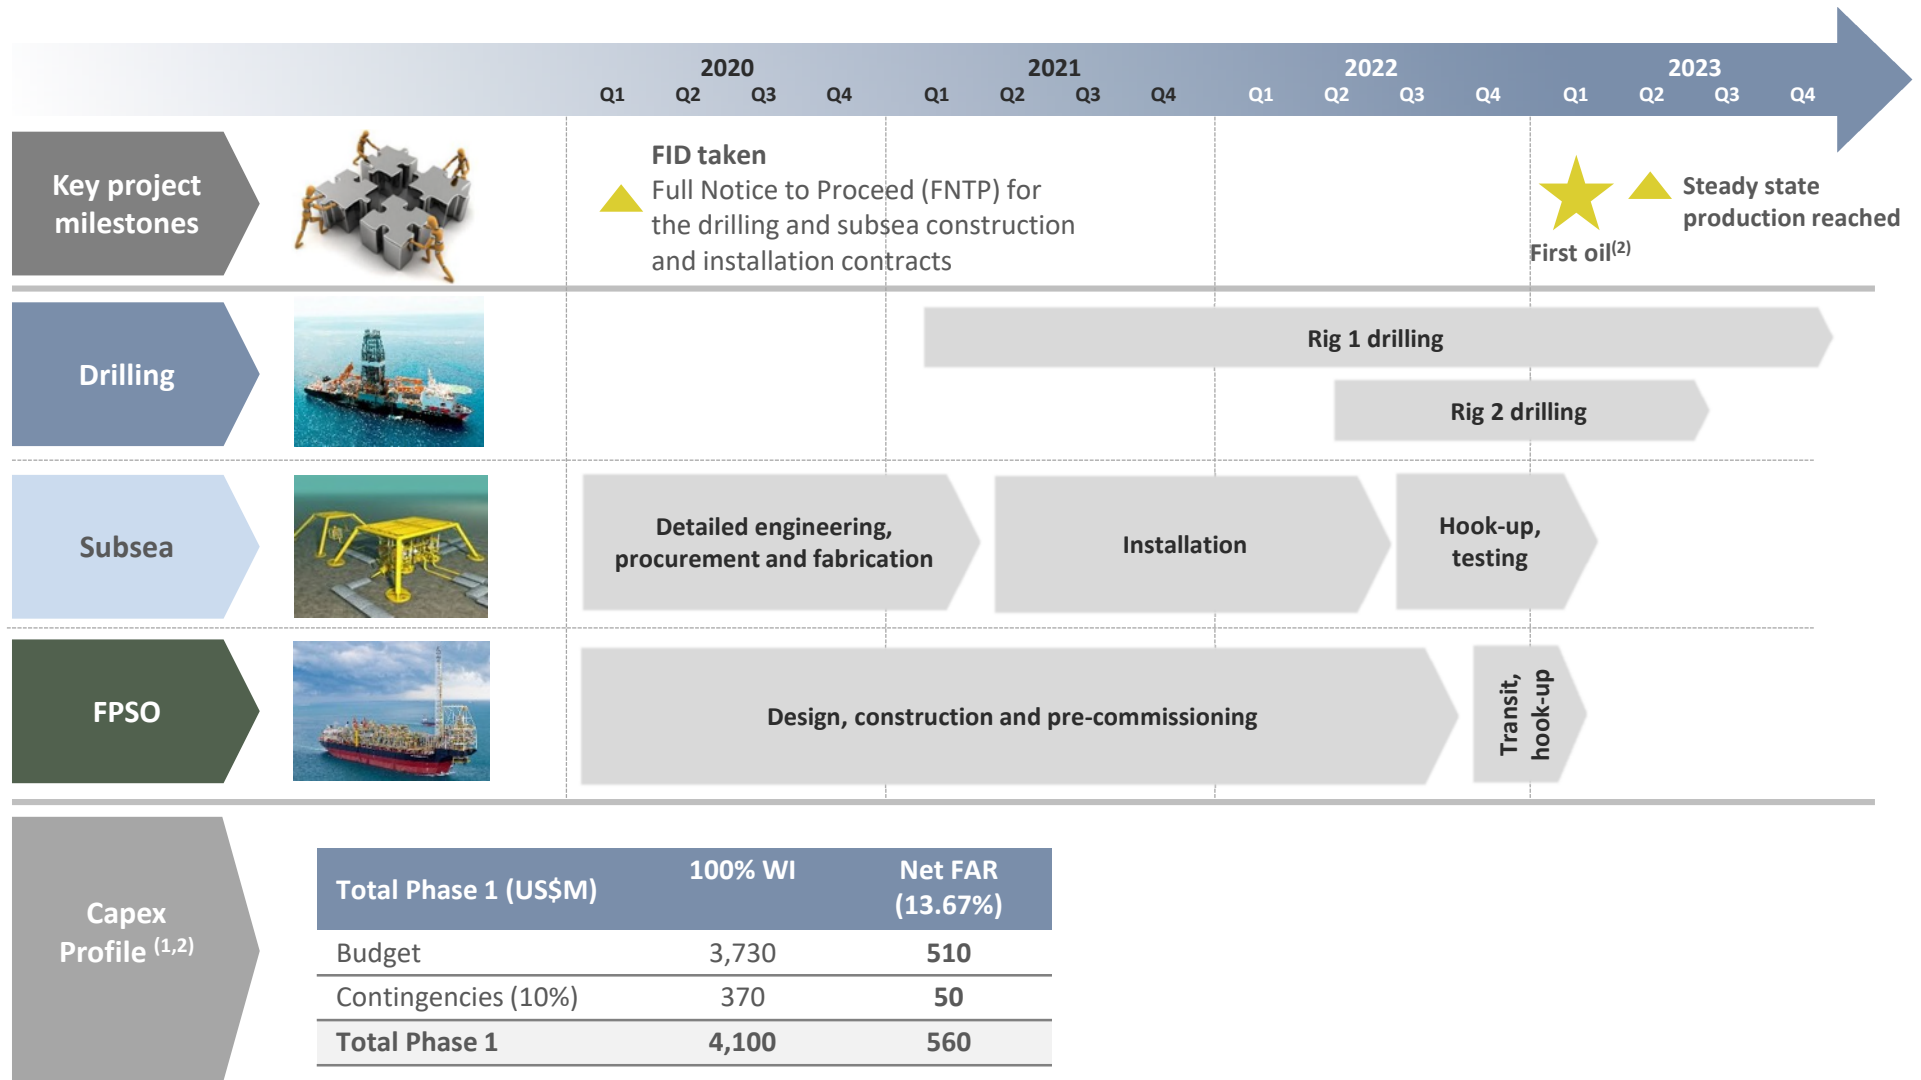 2020 2021 2022 2023
Q1 Q2 Q3 Q4 Q1 Q2 Q3 Q4 Q1 Q2 Q3 Q4 Q1 Q2 Q3 Q4
Key project
milestones
FID taken
Full Notice to Proceed (FNTP) for
the drilling and subsea construction
and installation contracts
First oil(2)
Steady state
production reached
Drilling
Rig 1 drilling
Rig 2 drilling
Subsea
Detailed engineering,
procurement and fabrication
Installation
Hook-up,
testing
FPSO
Design, construction and pre-commissioning
Transit,
hook-up
Capex
Profile (1,2)
Total Phase 1 (US$M) 100% WI Net FAR
(13.67%)
Budget 3,730 510
Contingencies (10%) 370 50
Total Phase 1 4,100 560